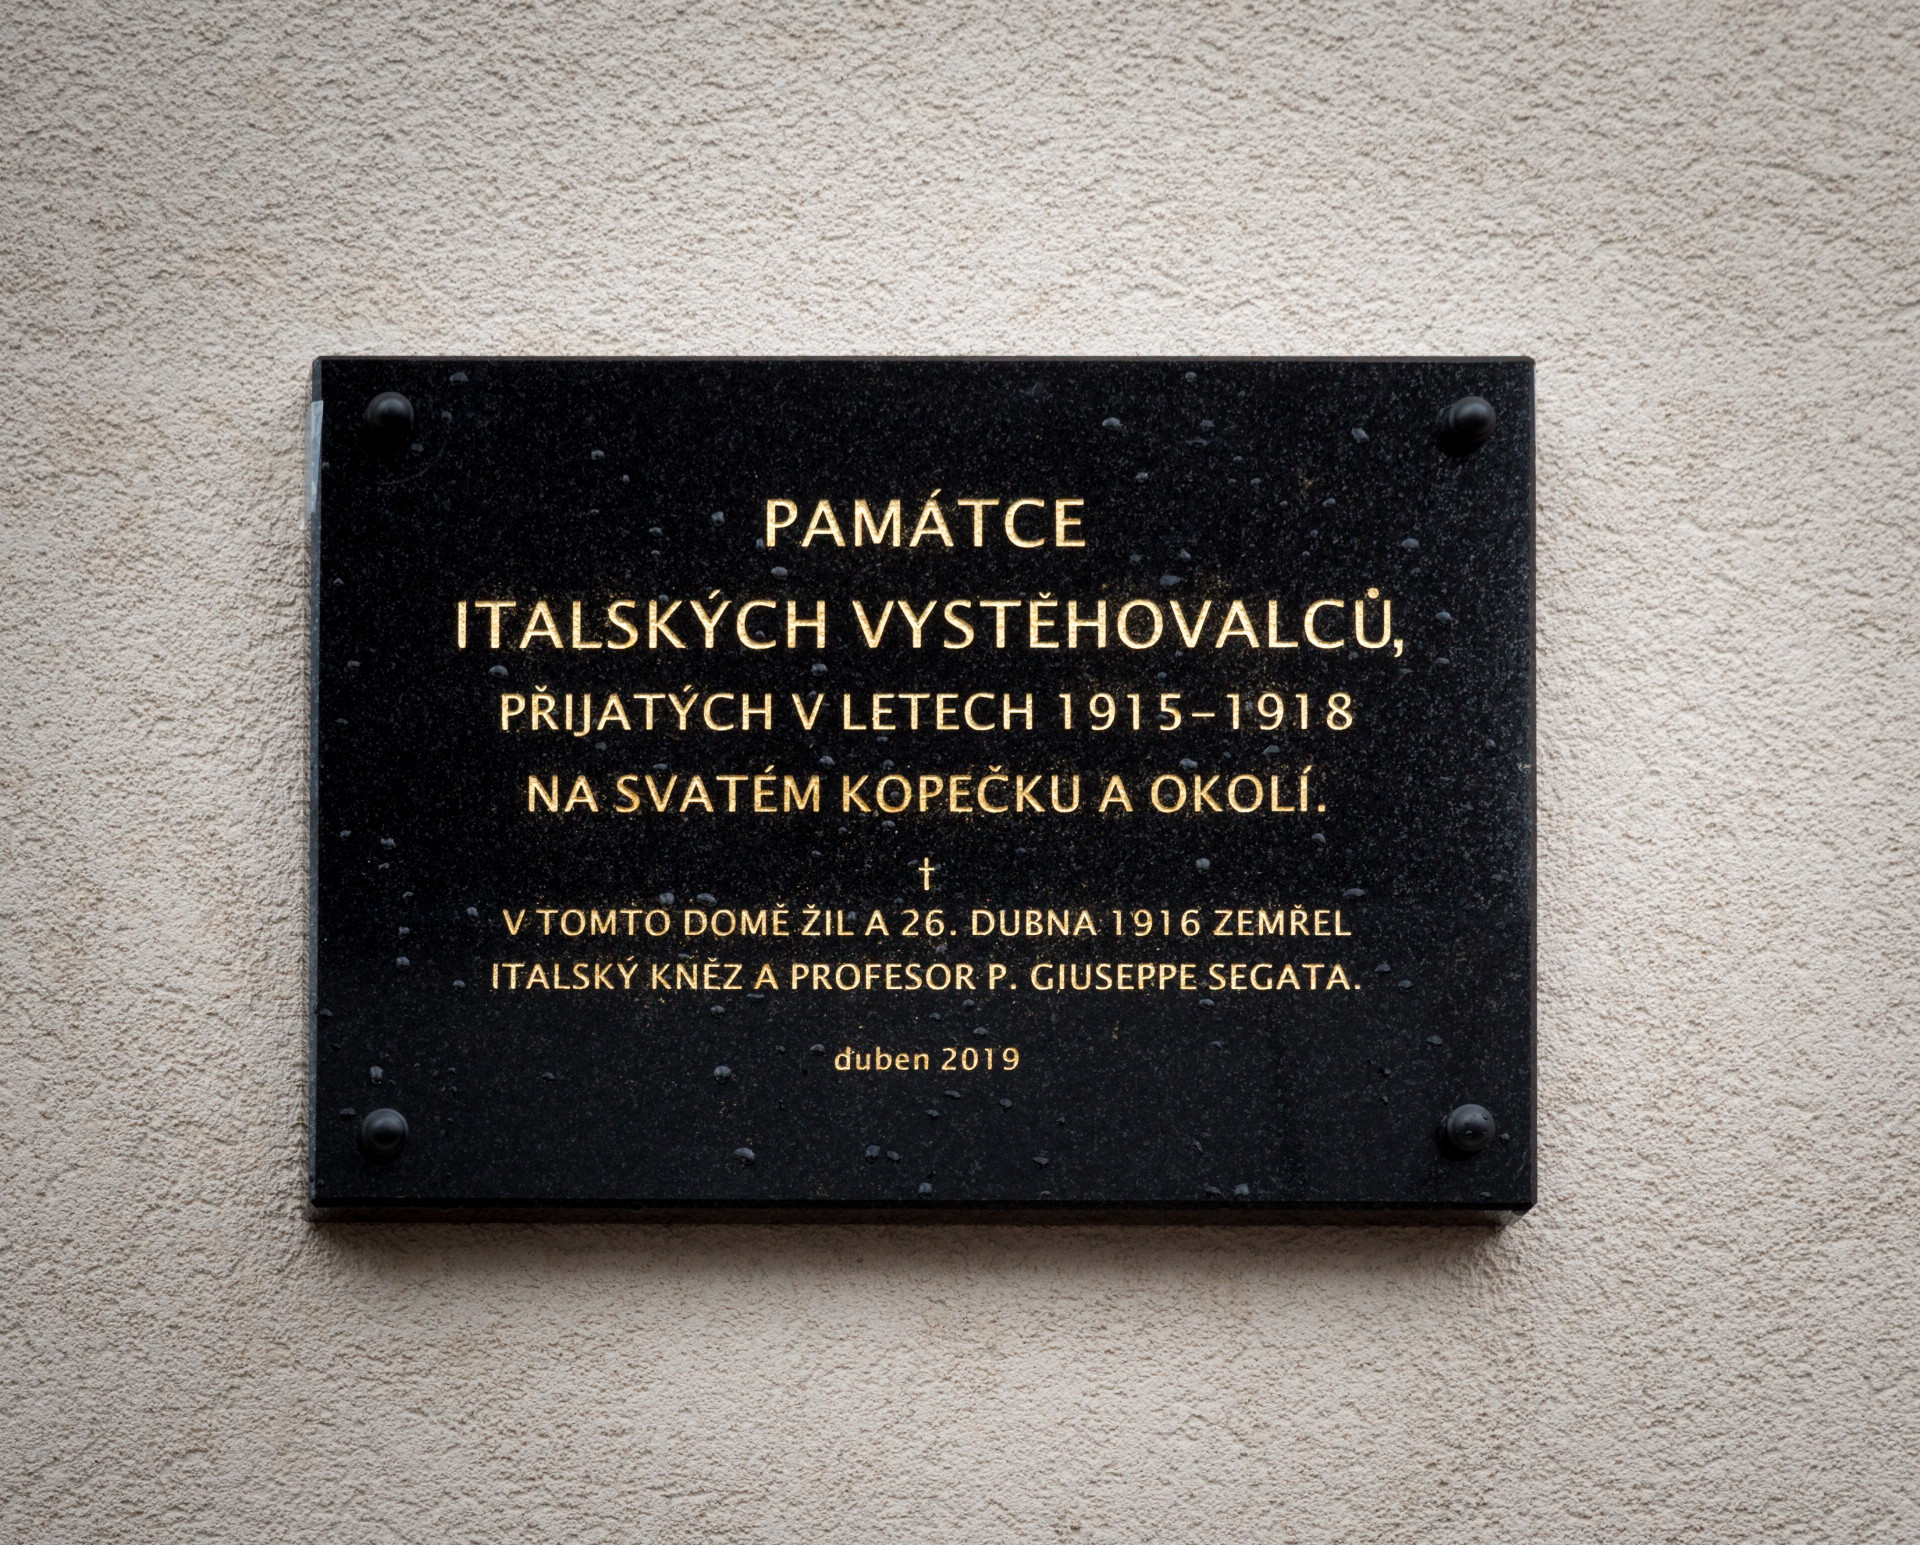 PAMÁTCE
ITALSKÝCH VYSTĚHOVALCŮ,
PŘIJATÝCH V LETECH 1915–1918
NA SVATÉM KOPEČKU A OKOLÍ.
†
V TOMTO DOMĚ ŽIL A 26. DUBNA 1916 ZEMŘEL
ITALSKÝ KNĚZ A PROFESOR P. GIUSEPPE SEGATA.
duben 2019